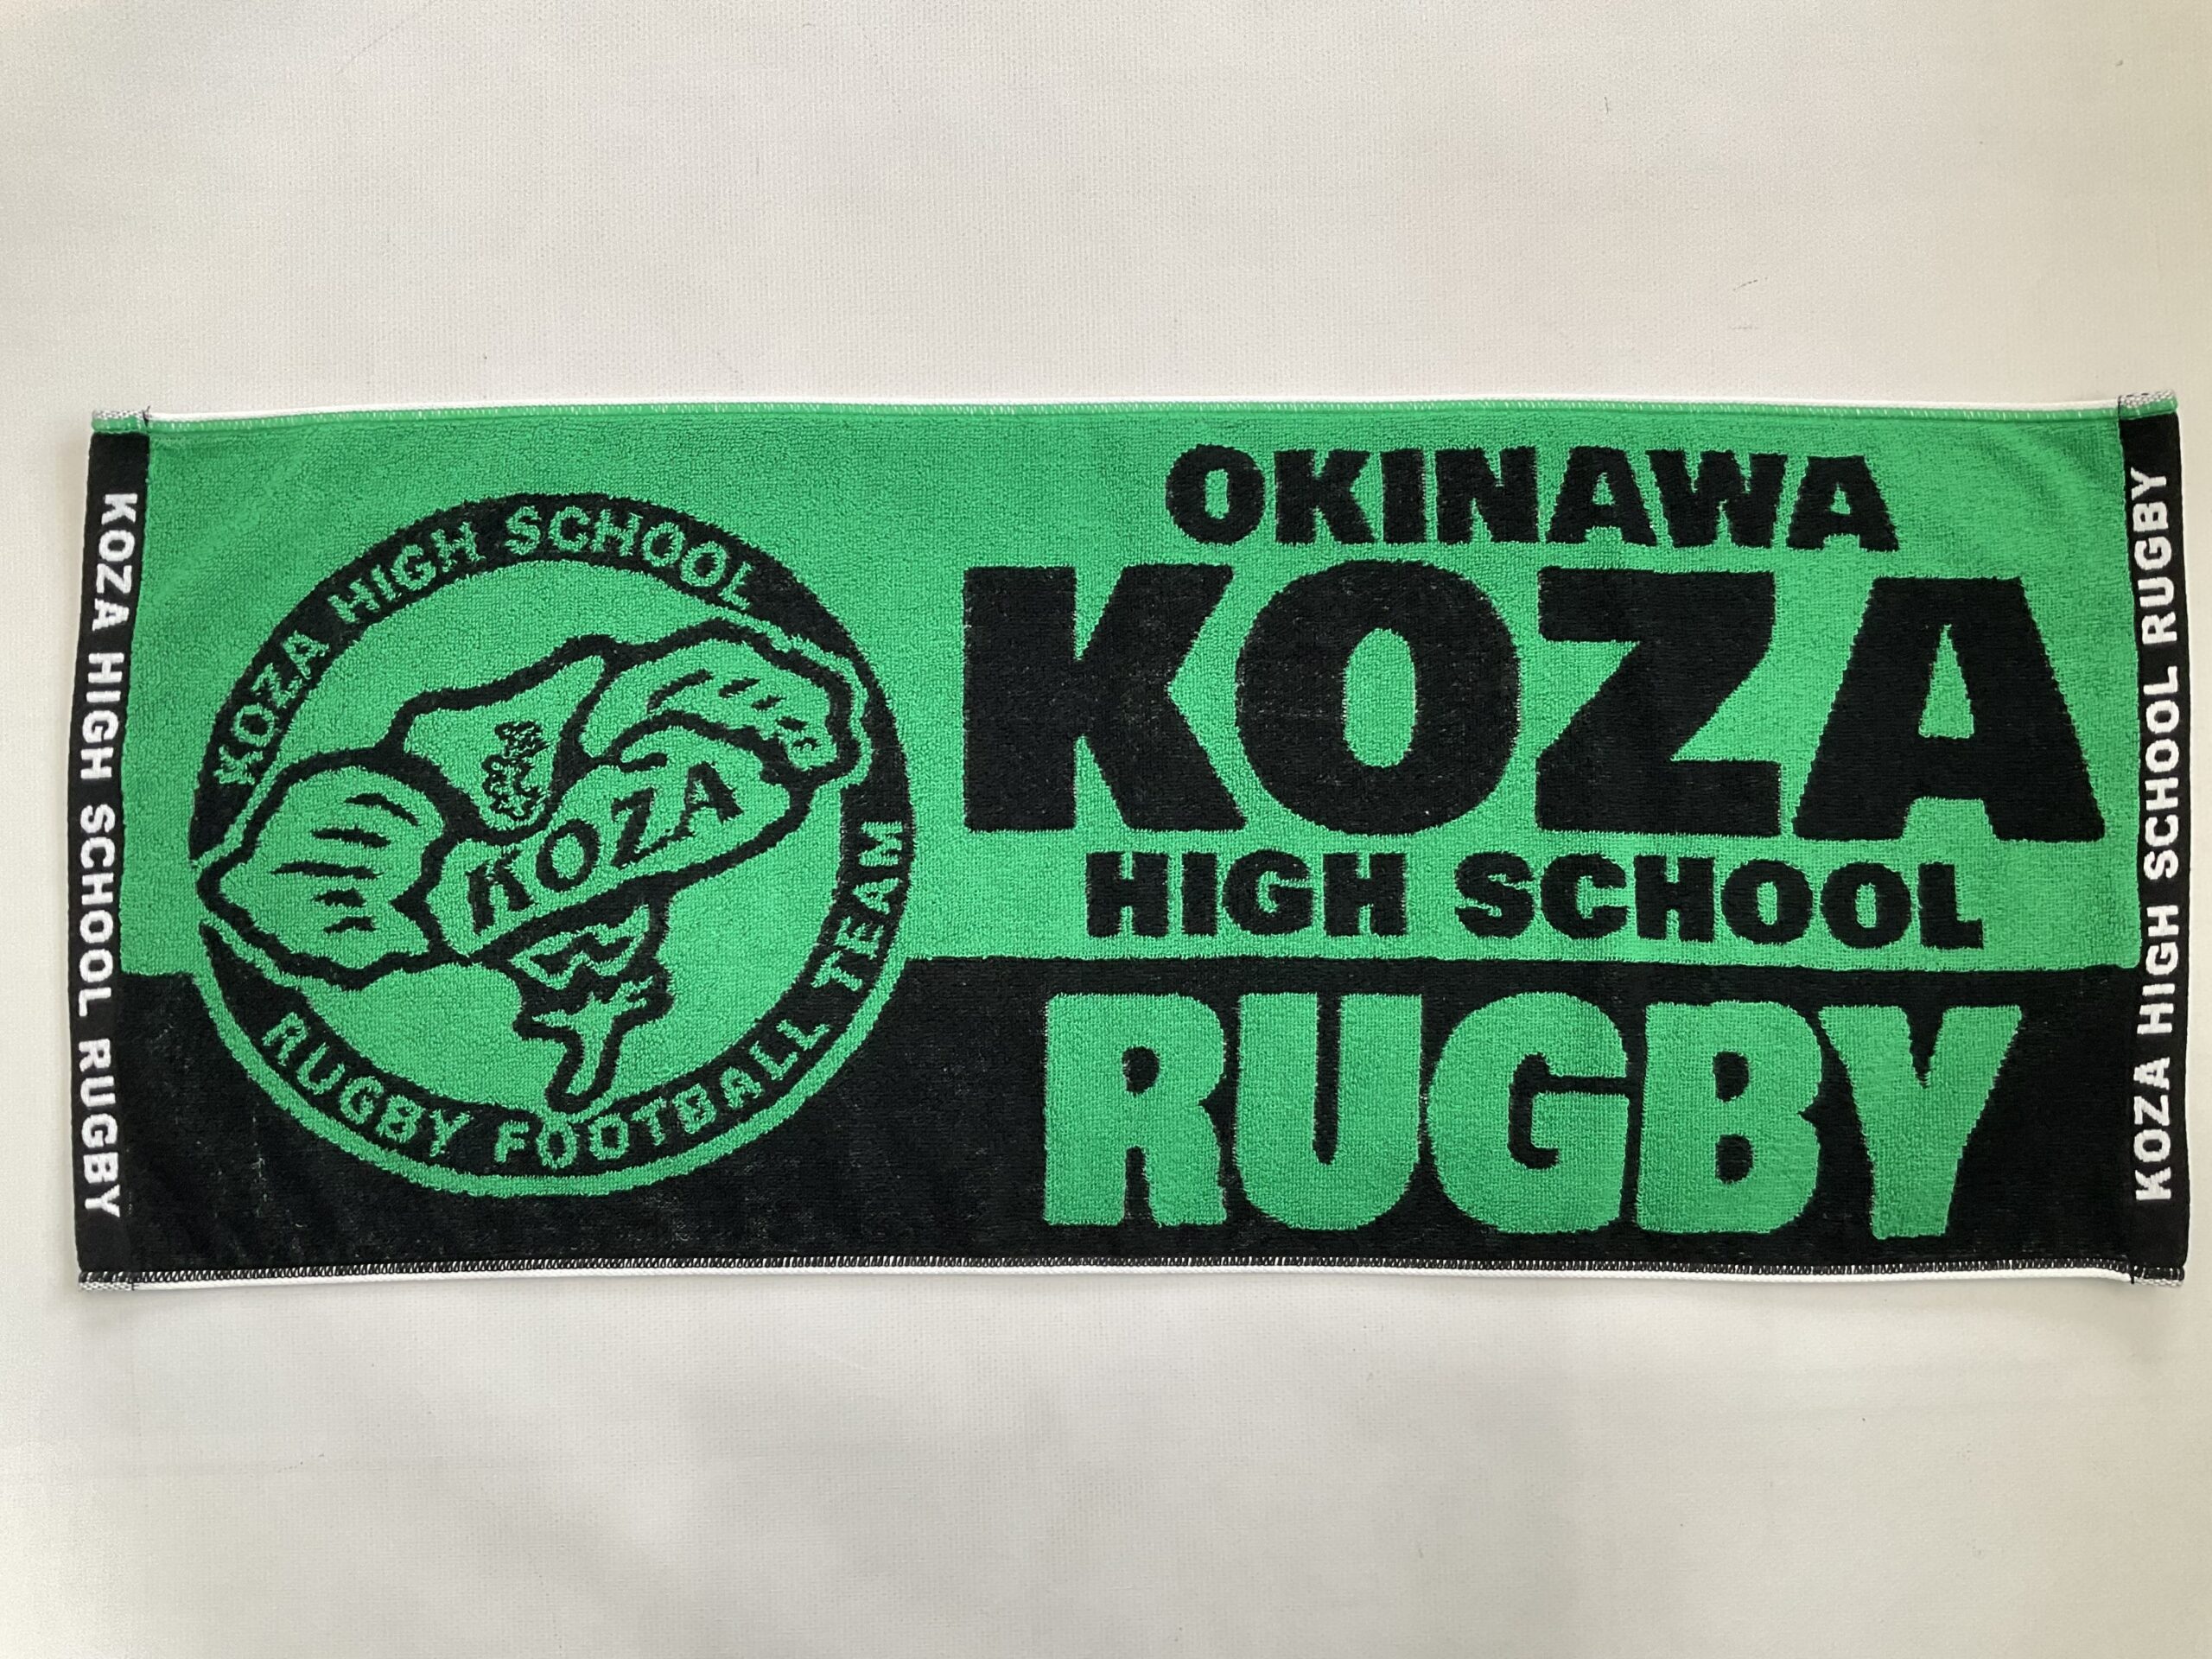 KOZA HIGH SCHOOL RUGBY
KOZA HIGH SCHOOL
KOZA
RUGBY FOOTBALL TEAM
OKINAWA
KOZA
HIGH SCHOOL
RUGBY
KOZA HIGH SCHOOL RUGBY